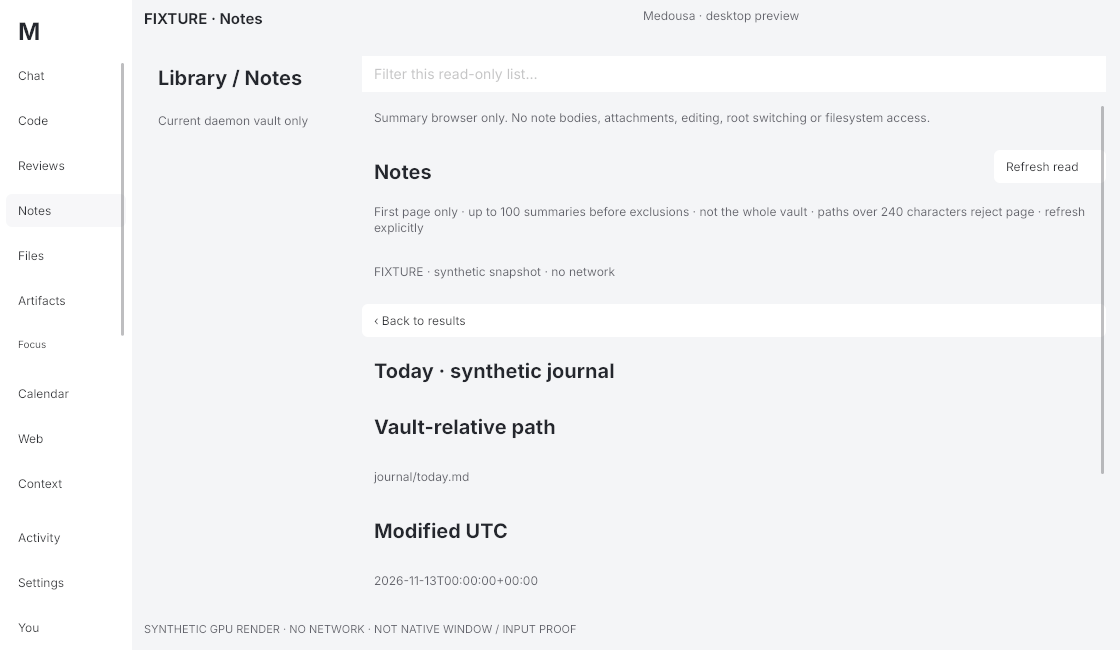 M
Chat
Code
Reviews
Notes
Files
Artifacts
Focus
Calendar
Web
Context
Activity
Settings
You
FIXTURE · Notes
Medousa · desktop preview
Library / Notes
Current daemon vault only
Filter this read-only list...
Summary browser only. No note bodies, attachments, editing, root switching or filesystem access.
Notes
Refresh read
First page only · up to 100 summaries before exclusions · not the whole vault · paths over 240 characters reject page · refresh
explicitly
FIXTURE · synthetic snapshot · no network
‹ Back to results
Today · synthetic journal
Vault-relative path
journal/today.md
Modified UTC
2026-11-13T00:00:00+00:00
SYNTHETIC GPU RENDER · NO NETWORK · NOT NATIVE WINDOW / INPUT PROOF